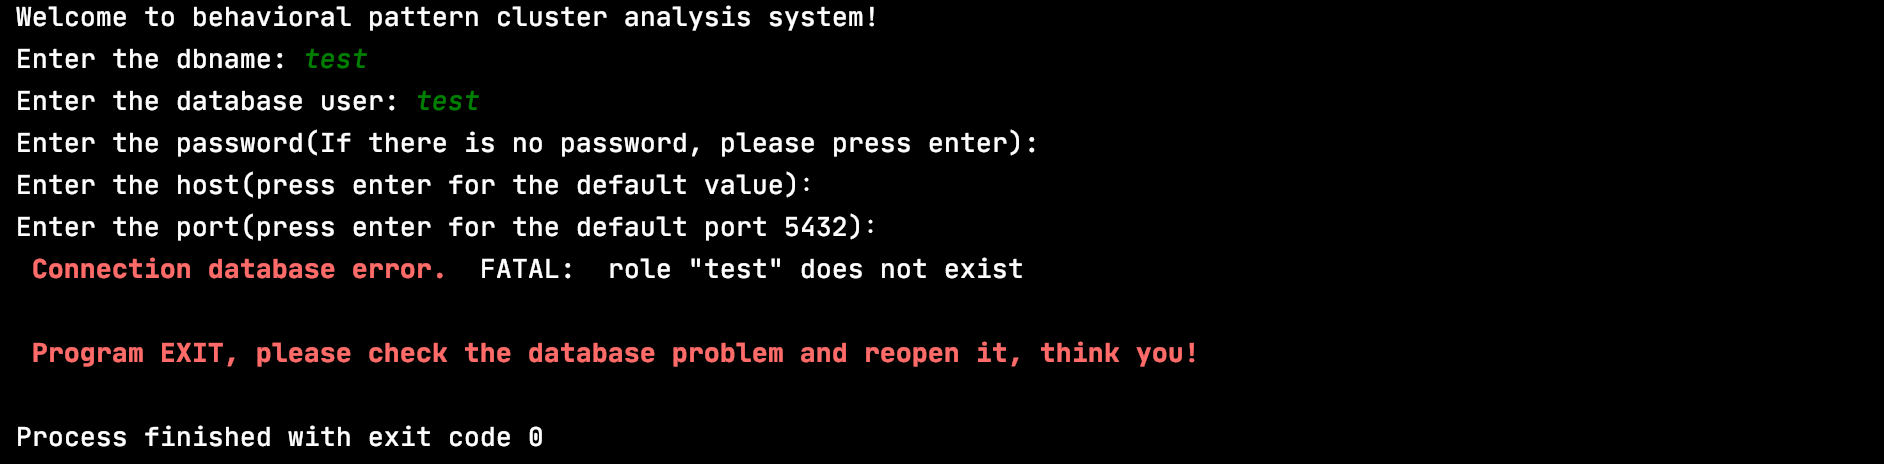 Welcome to behavioral pattern cluster analysis system!
Enter the dbname: test
Enter the database user: test
Enter the password(If there is no password, please press enter):
Enter the host(press enter for the default value):
Enter the port(press enter for the default port 5432):
Connection database error.  FATAL:  role "test" does not exist
Program EXIT, please check the database problem and reopen it, think you!
Process finished with exit code 0